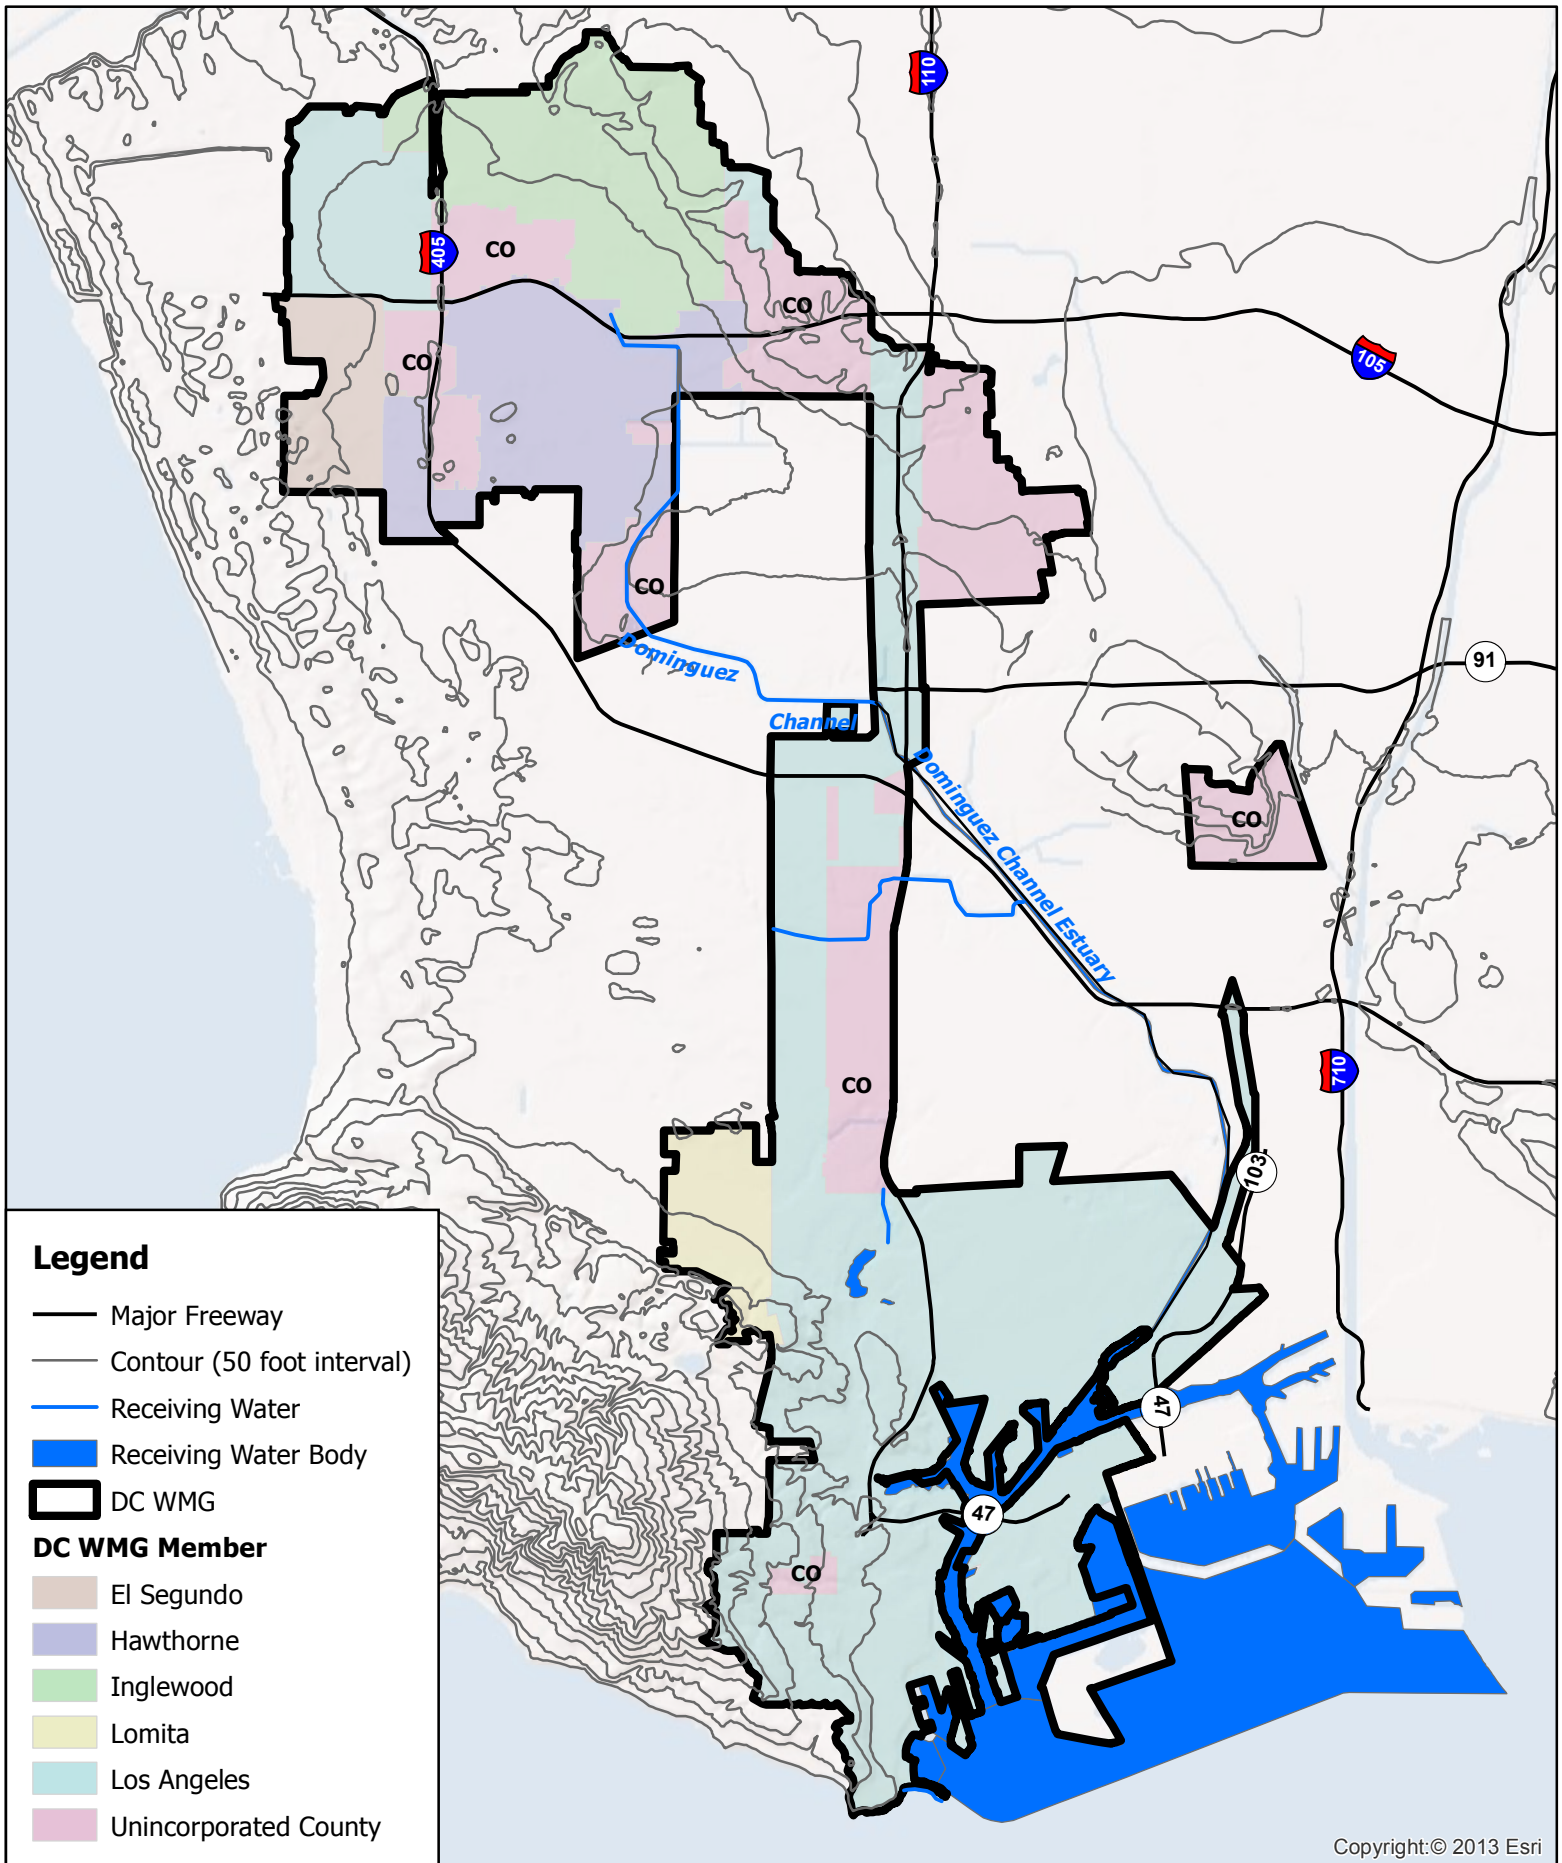 110
405
CO
CO
CO
105
CO
Dominguez
91
Channel
Dominguez Channel Estuary
CO
710
CO
103
47
47
CO
Legend
Major Freeway
Contour (50 foot interval)
Receiving Water
Receiving Water Body
DC WMG
DC WMG Member
El Segundo
Hawthorne
Inglewood
Lomita
Los Angeles
Unincorporated County
Copyright:© 2013 Esri